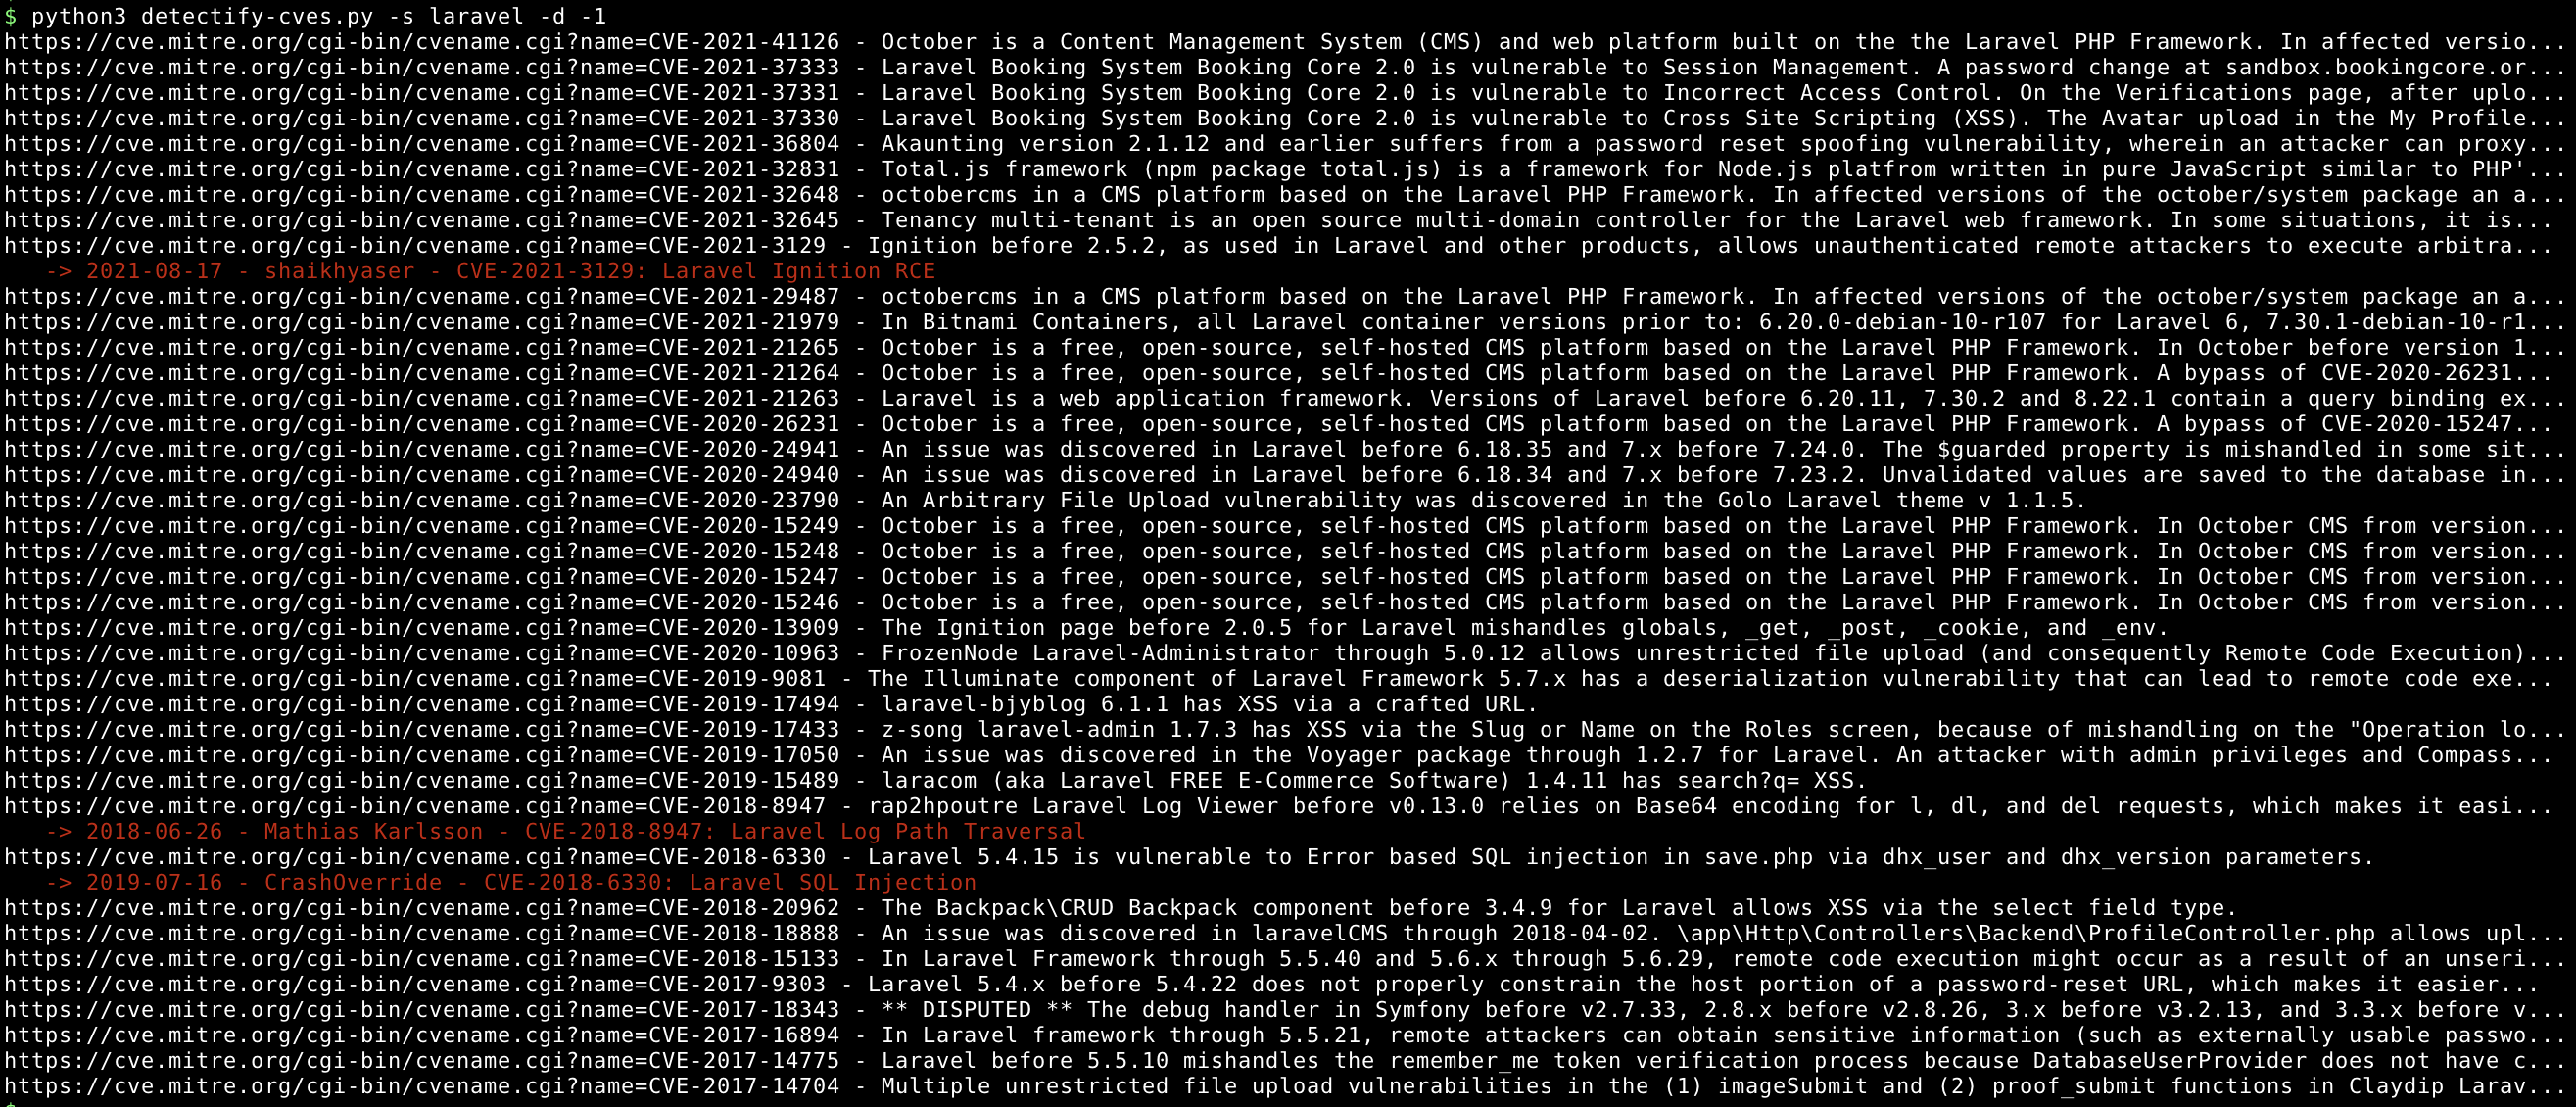 $ python3 detectify-cves.py -s laravel -d -1
https://cve.mitre.org/cgi-bin/cvename.cgi?name=CVE-2021-41126 - October is a Content Management System (CMS) and web platform built on the the Laravel PHP Framework. In affected versio...
https://cve.mitre.org/cgi-bin/cvename.cgi?name=CVE-2021-37333 - Laravel Booking System Booking Core 2.0 is vulnerable to Session Management. A password change at sandbox.bookingcore.or...
https://cve.mitre.org/cgi-bin/cvename.cgi?name=CVE-2021-37331 - Laravel Booking System Booking Core 2.0 is vulnerable to Incorrect Access Control. On the Verifications page, after uplo...
https://cve.mitre.org/cgi-bin/cvename.cgi?name=CVE-2021-37330 - Laravel Booking System Booking Core 2.0 is vulnerable to Cross Site Scripting (XSS). The Avatar upload in the My Profile...
https://cve.mitre.org/cgi-bin/cvename.cgi?name=CVE-2021-36804 - Akaunting version 2.1.12 and earlier suffers from a password reset spoofing vulnerability, wherein an attacker can proxy...
https://cve.mitre.org/cgi-bin/cvename.cgi?name=CVE-2021-32831 - Total.js framework (npm package total.js) is a framework for Node.js platfrom written in pure JavaScript similar to PHP'...
https://cve.mitre.org/cgi-bin/cvename.cgi?name=CVE-2021-32648 - octobercms in a CMS platform based on the Laravel PHP Framework. In affected versions of the october/system package an a...
https://cve.mitre.org/cgi-bin/cvename.cgi?name=CVE-2021-32645 - Tenancy multi-tenant is an open source multi-domain controller for the Laravel web framework. In some situations, it is...
https://cve.mitre.org/cgi-bin/cvename.cgi?name=CVE-2021-3129 - Ignition before 2.5.2, as used in Laravel and other products, allows unauthenticated remote attackers to execute arbitra...
-> 2021-08-17 - shaikhyaser - CVE-2021-3129: Laravel Ignition RCE
https://cve.mitre.org/cgi-bin/cvename.cgi?name=CVE-2021-29487 - octobercms in a CMS platform based on the Laravel PHP Framework. In affected versions of the october/system package an a...
https://cve.mitre.org/cgi-bin/cvename.cgi?name=CVE-2021-21979 - In Bitnami Containers, all Laravel container versions prior to: 6.20.0-debian-10-r107 for Laravel 6, 7.30.1-debian-10-r1...
https://cve.mitre.org/cgi-bin/cvename.cgi?name=CVE-2021-21265 - October is a free, open-source, self-hosted CMS platform based on the Laravel PHP Framework. In October before version 1...
https://cve.mitre.org/cgi-bin/cvename.cgi?name=CVE-2021-21264 - October is a free, open-source, self-hosted CMS platform based on the Laravel PHP Framework. A bypass of CVE-2020-26231...
https://cve.mitre.org/cgi-bin/cvename.cgi?name=CVE-2021-21263 - Laravel is a web application framework. Versions of Laravel before 6.20.11, 7.30.2 and 8.22.1 contain a query binding ex...
https://cve.mitre.org/cgi-bin/cvename.cgi?name=CVE-2020-26231 - October is a free, open-source, self-hosted CMS platform based on the Laravel PHP Framework. A bypass of CVE-2020-15247...
https://cve.mitre.org/cgi-bin/cvename.cgi?name=CVE-2020-24941 - An issue was discovered in Laravel before 6.18.35 and 7.x before 7.24.0. The $guarded property is mishandled in some sit...
https://cve.mitre.org/cgi-bin/cvename.cgi?name=CVE-2020-24940 - An issue was discovered in Laravel before 6.18.34 and 7.x before 7.23.2. Unvalidated values are saved to the database in...
https://cve.mitre.org/cgi-bin/cvename.cgi?name=CVE-2020-23790 - An Arbitrary File Upload vulnerability was discovered in the Golo Laravel theme v 1.1.5.
https://cve.mitre.org/cgi-bin/cvename.cgi?name=CVE-2020-15249 - October is a free, open-source, self-hosted CMS platform based on the Laravel PHP Framework. In October CMS from version...
https://cve.mitre.org/cgi-bin/cvename.cgi?name=CVE-2020-15248 - October is a free, open-source, self-hosted CMS platform based on the Laravel PHP Framework. In October CMS from version...
https://cve.mitre.org/cgi-bin/cvename.cgi?name=CVE-2020-15247 - October is a free, open-source, self-hosted CMS platform based on the Laravel PHP Framework. In October CMS from version...
https://cve.mitre.org/cgi-bin/cvename.cgi?name=CVE-2020-15246 - October is a free, open-source, self-hosted CMS platform based on the Laravel PHP Framework. In October CMS from version...
https://cve.mitre.org/cgi-bin/cvename.cgi?name=CVE-2020-13909 - The Ignition page before 2.0.5 for Laravel mishandles globals, _get, _post, _cookie, and _env.
https://cve.mitre.org/cgi-bin/cvename.cgi?name=CVE-2020-10963 - FrozenNode Laravel-Administrator through 5.0.12 allows unrestricted file upload (and consequently Remote Code Execution)...
https://cve.mitre.org/cgi-bin/cvename.cgi?name=CVE-2019-9081 - The Illuminate component of Laravel Framework 5.7.x has a deserialization vulnerability that can lead to remote code exe...
https://cve.mitre.org/cgi-bin/cvename.cgi?name=CVE-2019-17494 - laravel-bjyblog 6.1.1 has XSS via a crafted URL.
https://cve.mitre.org/cgi-bin/cvename.cgi?name=CVE-2019-17433 - z-song laravel-admin 1.7.3 has XSS via the Slug or Name on the Roles screen, because of mishandling on the "Operation lo...
https://cve.mitre.org/cgi-bin/cvename.cgi?name=CVE-2019-17050 - An issue was discovered in the Voyager package through 1.2.7 for Laravel. An attacker with admin privileges and Compass...
https://cve.mitre.org/cgi-bin/cvename.cgi?name=CVE-2019-15489 - laracom (aka Laravel FREE E-Commerce Software) 1.4.11 has search?q= XSS.
https://cve.mitre.org/cgi-bin/cvename.cgi?name=CVE-2018-8947 - rap2hpoutre Laravel Log Viewer before v0.13.0 relies on Base64 encoding for l, dl, and del requests, which makes it easi...
-> 2018-06-26 - Mathias Karlsson - CVE-2018-8947: Laravel Log Path Traversal
https://cve.mitre.org/cgi-bin/cvename.cgi?name=CVE-2018-6330 - Laravel 5.4.15 is vulnerable to Error based SQL injection in save.php via dhx_user and dhx_version parameters.
-> 2019-07-16 - CrashOverride - CVE-2018-6330: Laravel SQL Injection
https://cve.mitre.org/cgi-bin/cvename.cgi?name=CVE-2018-20962 - The Backpack\CRUD Backpack component before 3.4.9 for Laravel allows XSS via the select field type.
https://cve.mitre.org/cgi-bin/cvename.cgi?name=CVE-2018-18888 - An issue was discovered in laravelCMS through 2018-04-02. \app\Http\Controllers\Backend\ProfileController.php allows upl...
https://cve.mitre.org/cgi-bin/cvename.cgi?name=CVE-2018-15133 - In Laravel Framework through 5.5.40 and 5.6.x through 5.6.29, remote code execution might occur as a result of an unseri...
https://cve.mitre.org/cgi-bin/cvename.cgi?name=CVE-2017-9303 - Laravel 5.4.x before 5.4.22 does not properly constrain the host portion of a password-reset URL, which makes it easier...
https://cve.mitre.org/cgi-bin/cvename.cgi?name=CVE-2017-18343 - ** DISPUTED ** The debug handler in Symfony before v2.7.33, 2.8.x before v2.8.26, 3.x before v3.2.13, and 3.3.x before v...
https://cve.mitre.org/cgi-bin/cvename.cgi?name=CVE-2017-16894 - In Laravel framework through 5.5.21, remote attackers can obtain sensitive information (such as externally usable passwo...
https://cve.mitre.org/cgi-bin/cvename.cgi?name=CVE-2017-14775 - Laravel before 5.5.10 mishandles the remember_me token verification process because DatabaseUserProvider does not have c...
https://cve.mitre.org/cgi-bin/cvename.cgi?name=CVE-2017-14704 - Multiple unrestricted file upload vulnerabilities in the (1) imageSubmit and (2) proof_submit functions in Claydip Larav...